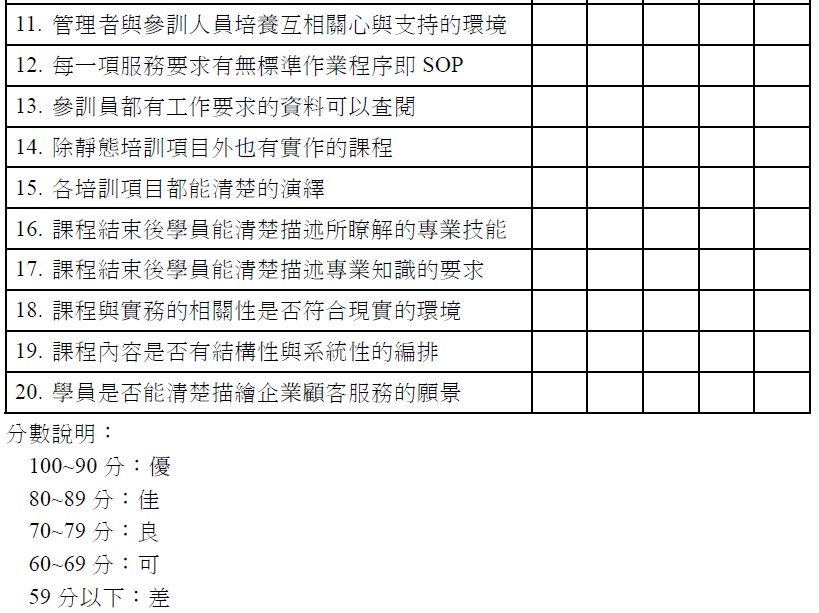 11. 管理者與參訓人員培養互相關心與支持的環境
12. 每一項服務要求有無標準作業程序即 SOP
13. 參訓員都有工作要求的資料可以查閱
14. 除靜態培訓項目外也有實作的課程
15. 各培訓項目都能清楚的演繹
16. 課程結束後學員能清楚描述所瞭解的專業技能
17. 課程結束後學員能清楚描述專業知識的要求
18. 課程與實務的相關性是否符合現實的環境
19. 課程內容是否有結構性與系統性的編排
20. 學員是否能清楚描繪企業顧客服務的願景
分數說明：
100~90 分：優
80~89 分：佳
70~79 分：良
60~69 分：可
59 分以下：差